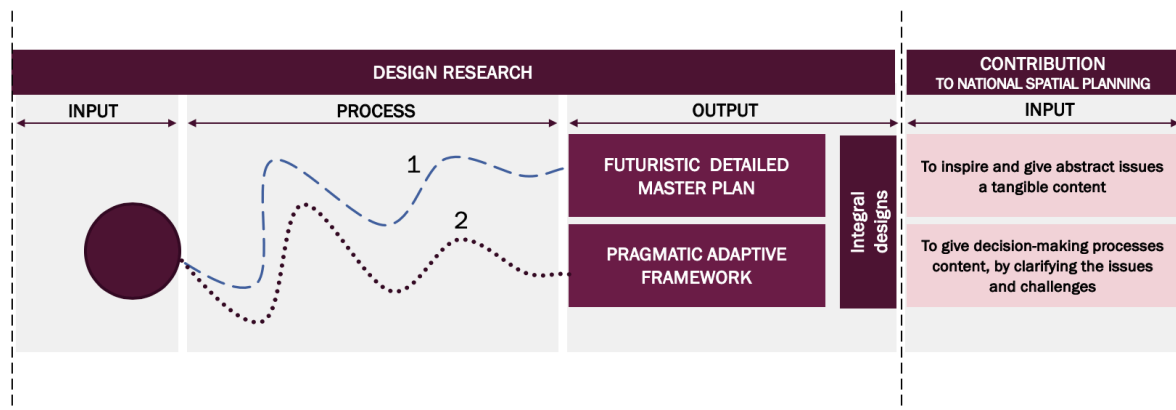 DESIGN RESEARCH
CONTRIBUTION
TO NATIONAL SPATIAL PLANNING
INPUT
PROCESS
OUTPUT
INPUT
1
2
FUTURISTIC DETAILED
MASTER PLAN
PRAGMATIC ADAPTIVE
FRAMEWORK
Integral
designs
To inspire and give abstract issues
a tangible content
To give decision-making processes
content, by clarifying the issues
and challenges